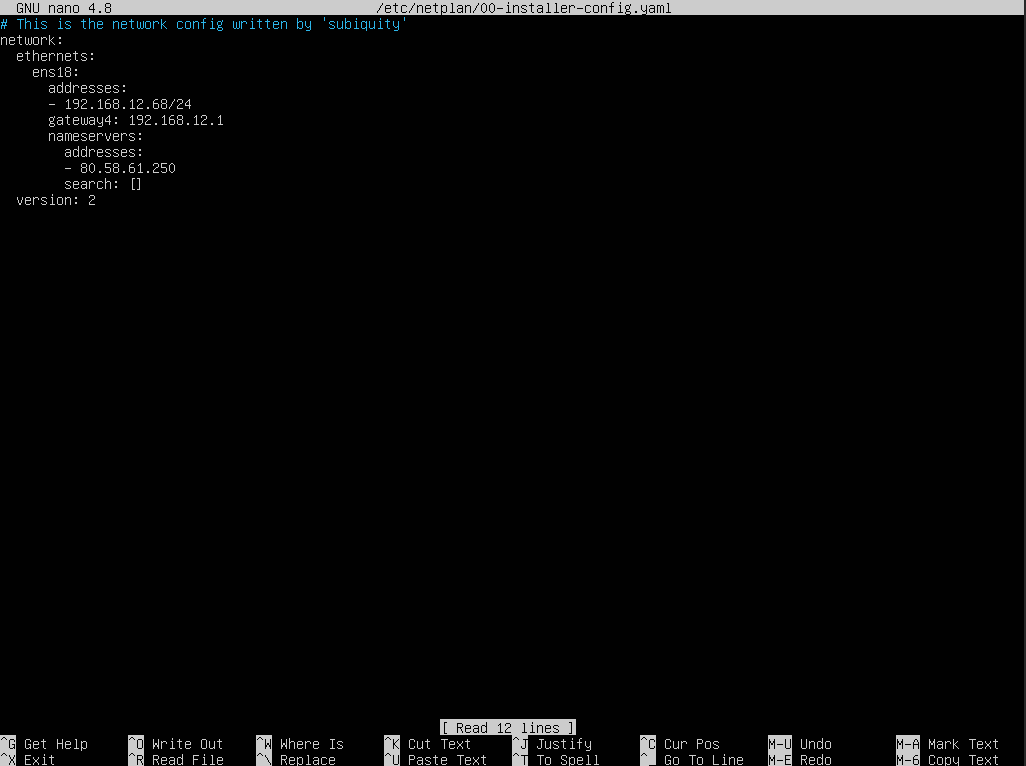 GNU nano 4.8 /etc/netplan/00-installer-config.yaml
# This is the network config written by 'subiquity'
network:
  ethernets:
    ens18:
      addresses:
      - 192.168.12.68/24
      gateway4: 192.168.12.1
      nameservers:
        addresses:
        - 80.58.61.250
        search: []
  version: 2
[ Read 12 lines ]
^G Get Help ^O Write Out ^W Where Is ^K Cut Text ^J Justify ^C Cur Pos M-U Undo M-A Mark Text
^X Exit ^R Read File ^\ Replace ^U Paste Text ^T To Spell ^_ Go To Line M-E Redo M-6 Copy Text